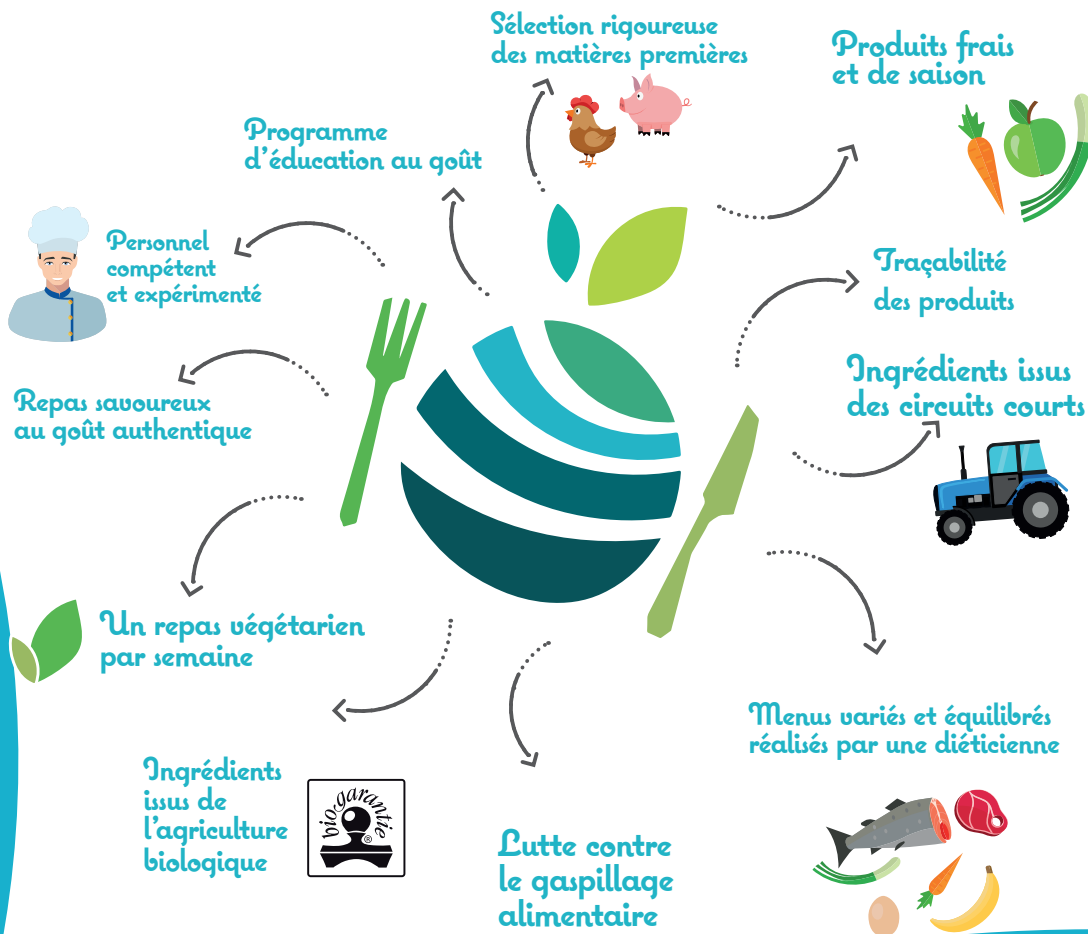 Sélection rigoureuse
des matières premières
Produits frais
et de saison
Programme
d'éducation au goût
Personnel
compétent
et expérimenté
Traçabilité
des produits
Ingrédients issus
des circuits courts
Repas savoureux
au goût authentique
Un repas végétarien
par semaine
Menus variés et équilibrés
réalisés par une diéticienne
Ingrédients
issus de
l'agriculture
biologique
biogarantie
®
Lutte contre
le gaspillage
alimentaire